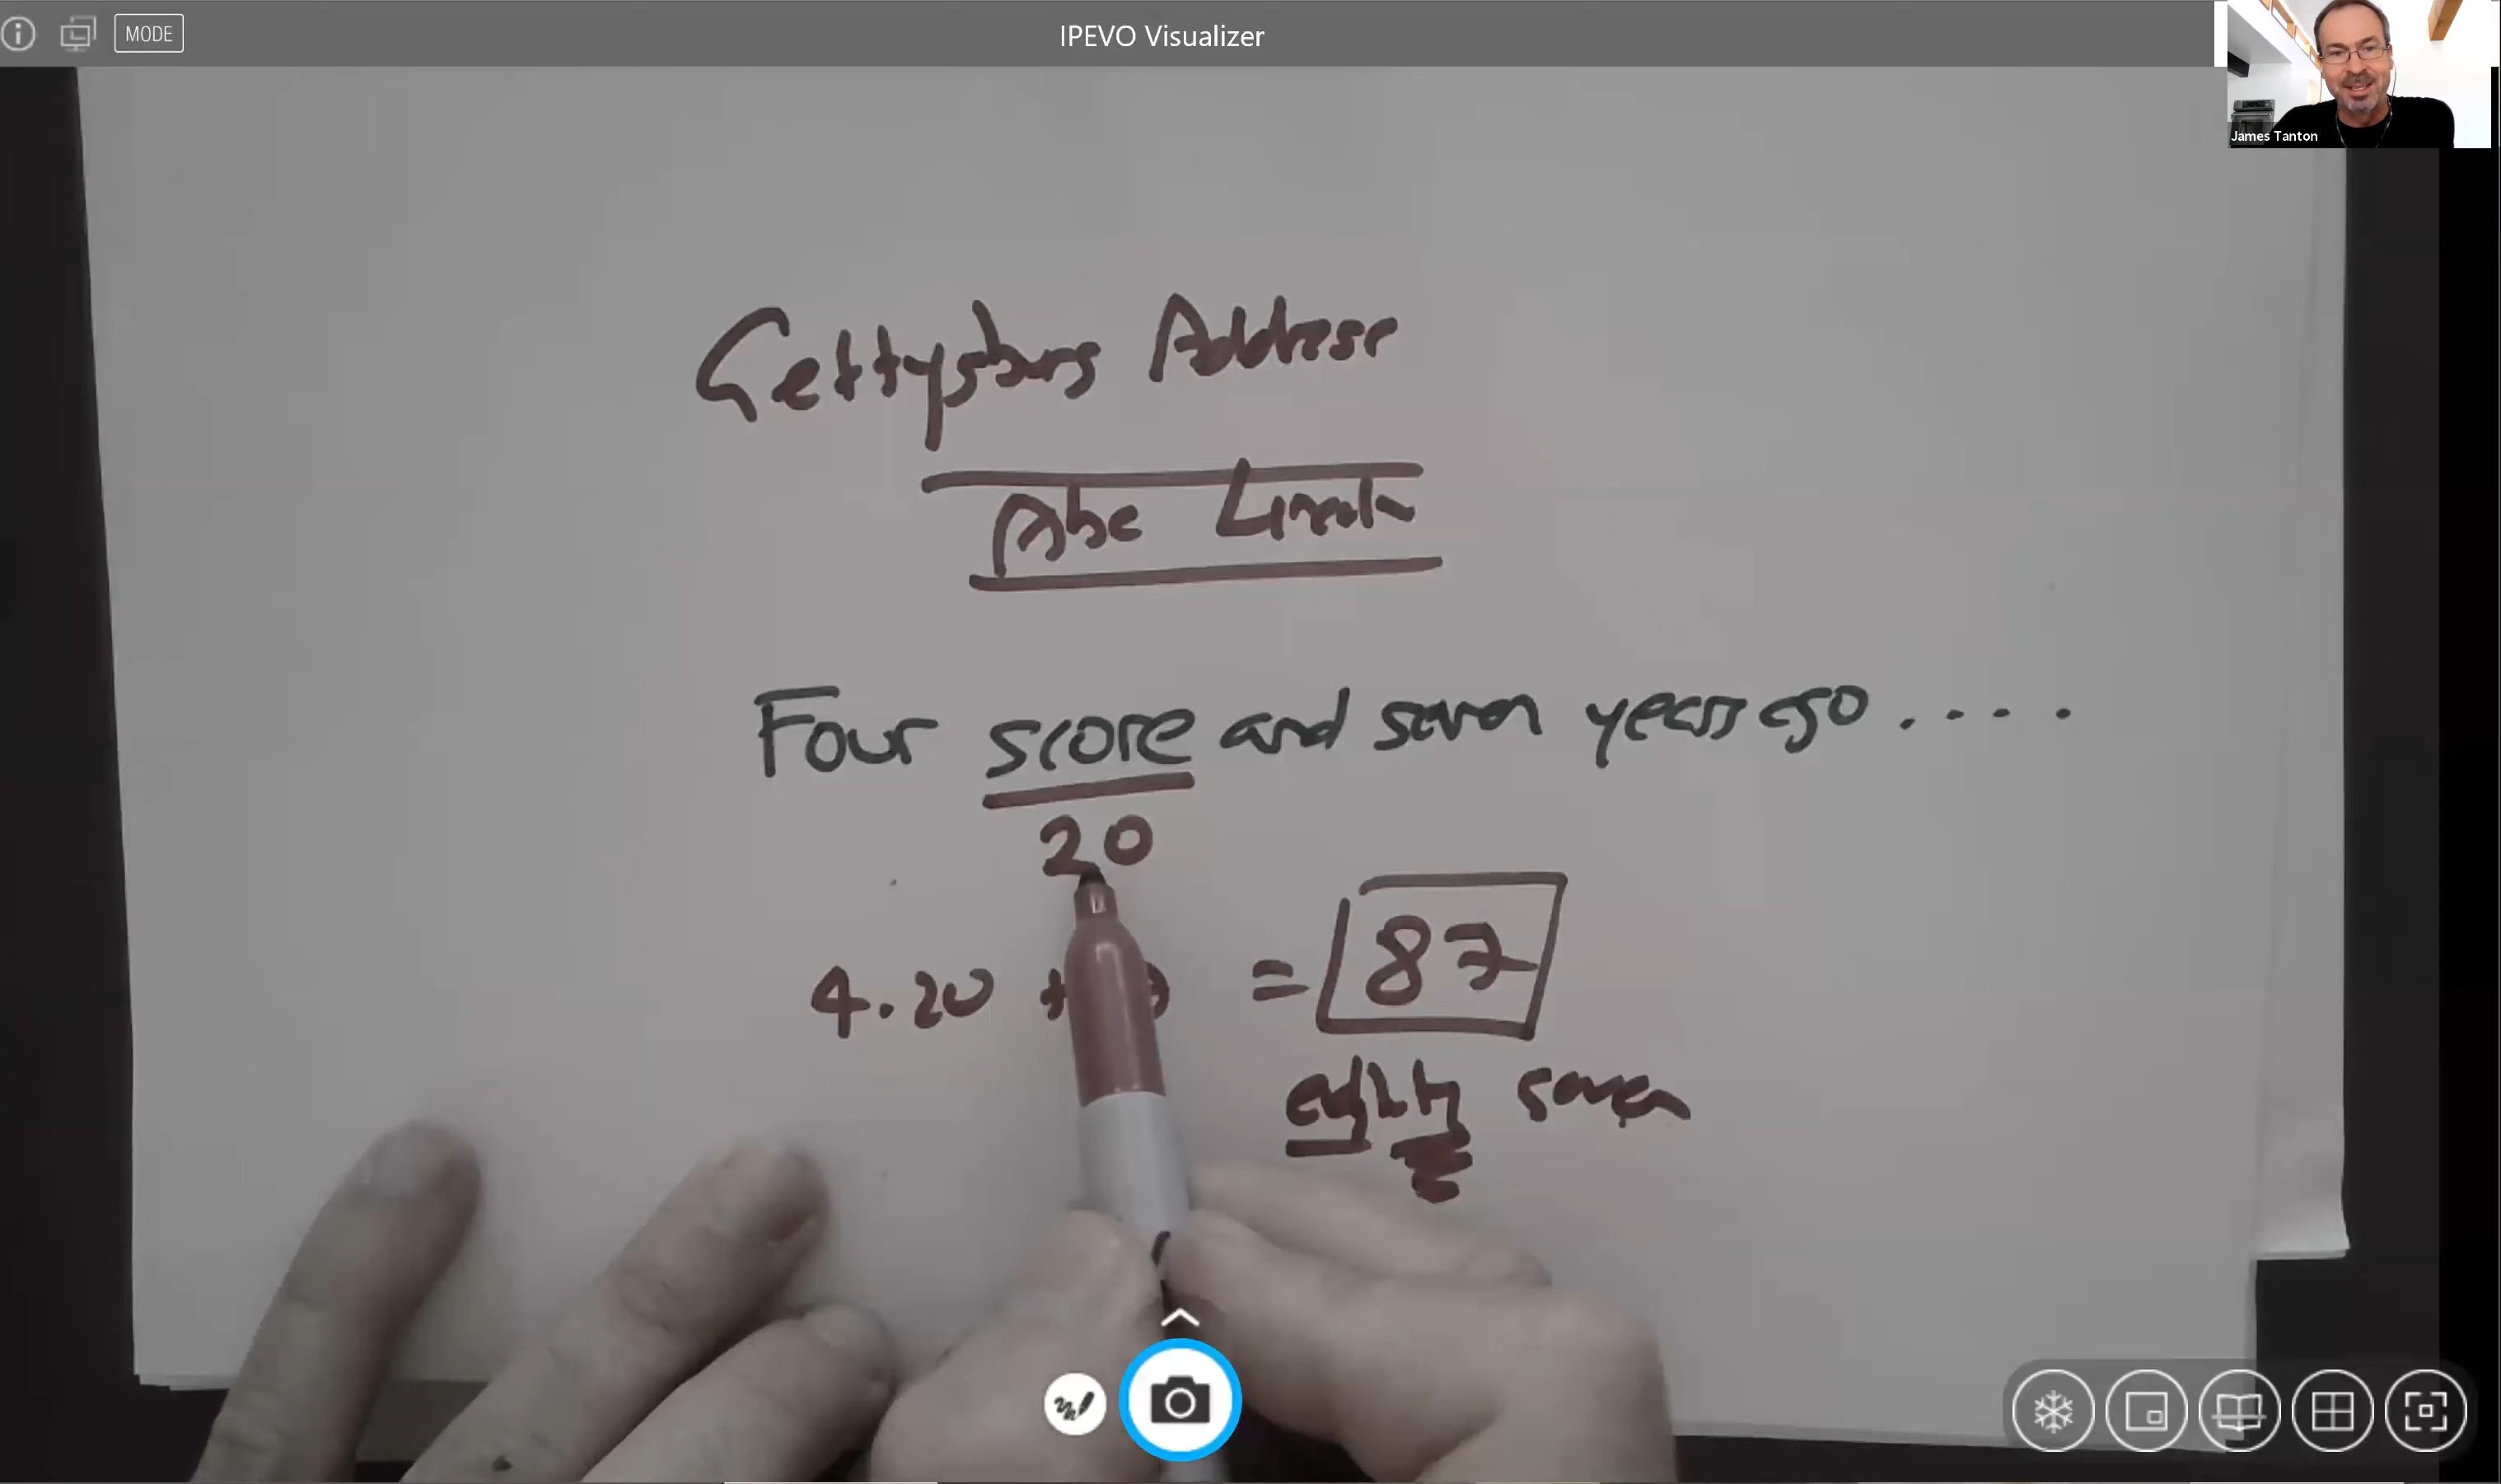 MODE
IPEVO Visualizer
James Tanton
Gettysburg Address
Abe Lincoln
Four score and seven years ago . . . .
20
4.20 + = 87
eighty seven